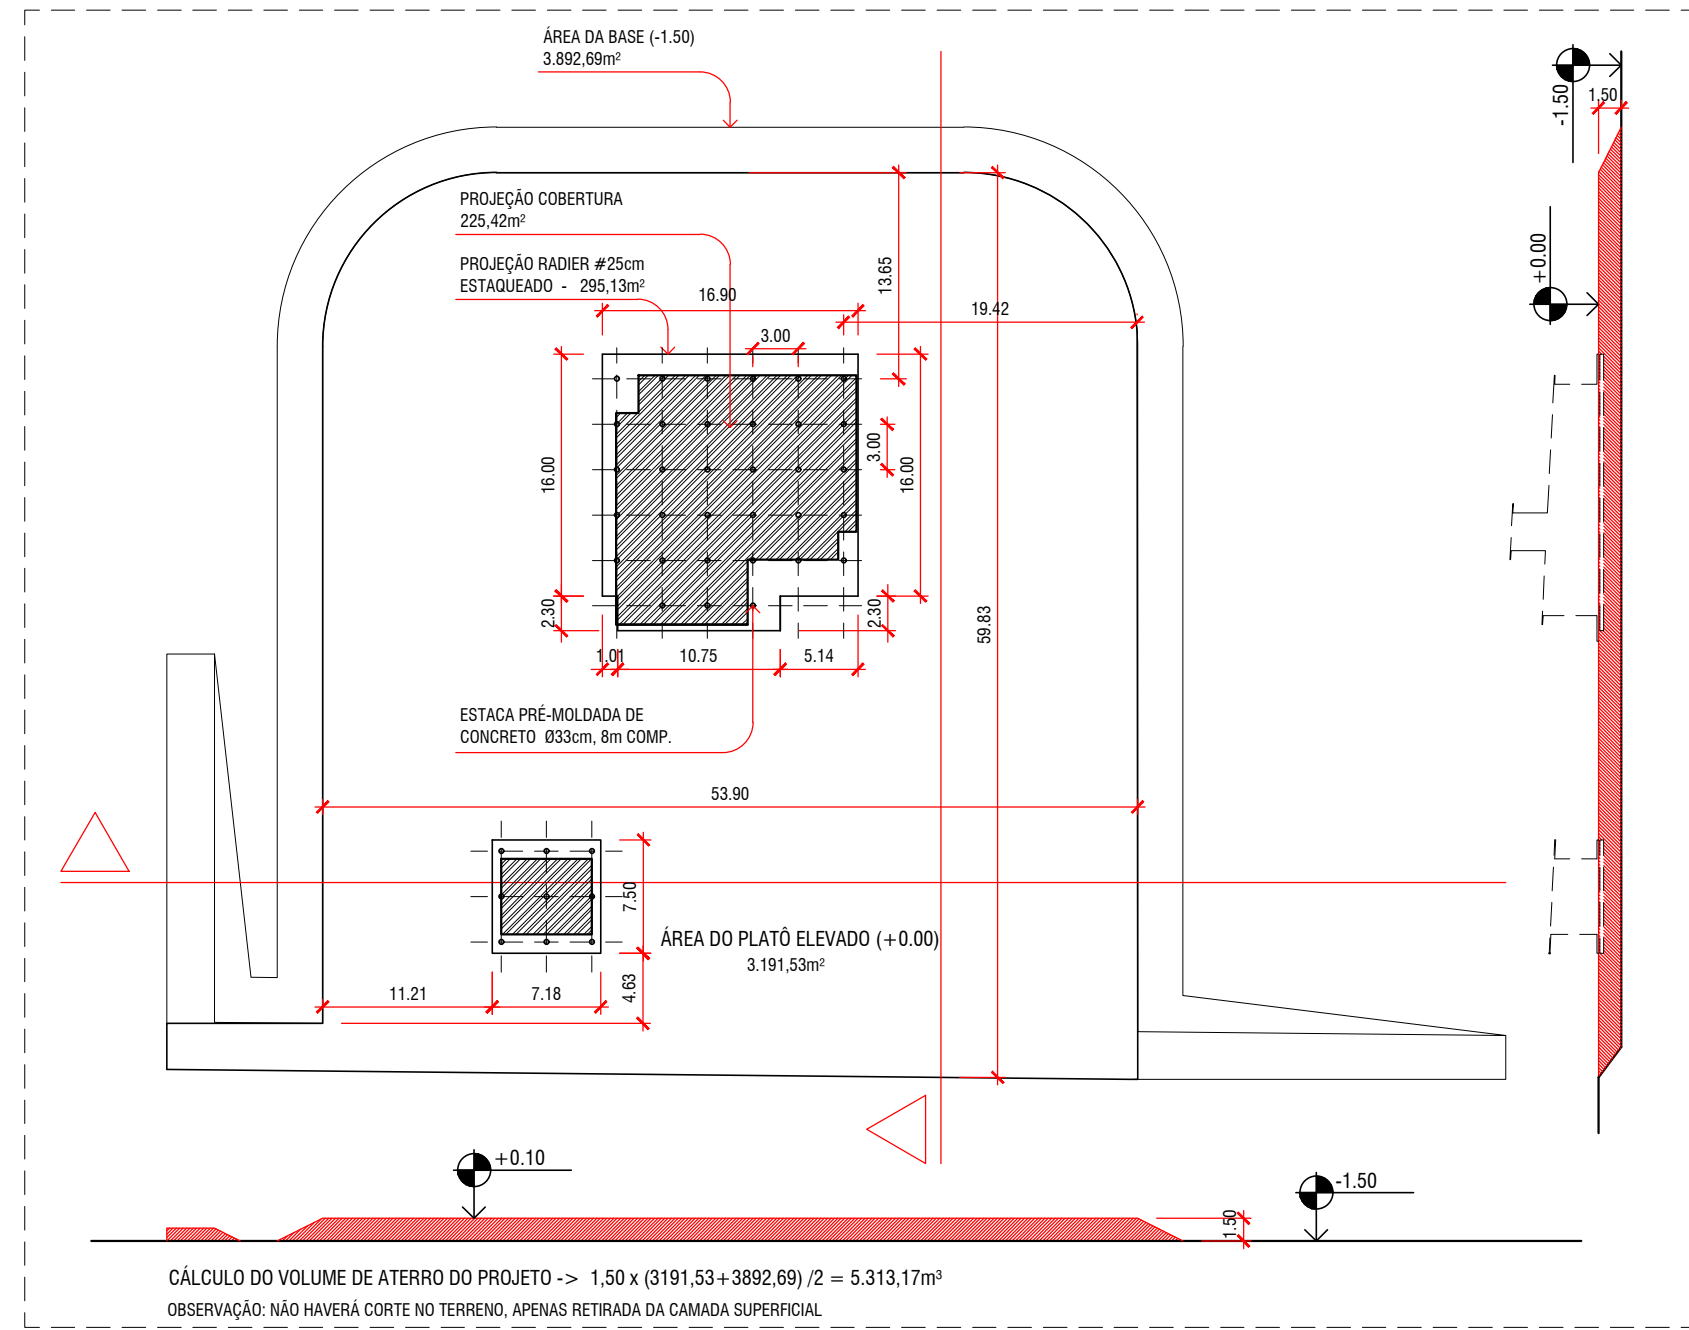 ÁREA DA BASE (-1.50)
3.892,69m²
-1.50
1.50
PROJEÇÃO COBERTURA
225,42m²
+0.00
PROJEÇÃO RADIER #25cm
ESTAQUEADO - 295,13m²
16.90
13.65
19.42
3.00
3.00
16.00
16.00
2.30
2.30
59.83
1.01
10.75
5.14
ESTACA PRÉ-MOLDADA DE
CONCRETO Ø33cm, 8m COMP.
53.90
7.50
ÁREA DO PLATÔ ELEVADO (+0.00)
3.191,53m²
11.21
7.18
4.63
+0.10
-1.50
1.50
CÁLCULO DO VOLUME DE ATERRO DO PROJETO -> 1,50 x (3191,53+3892,69) /2 = 5.313,17m³
OBSERVAÇÃO: NÃO HAVERÁ CORTE NO TERRENO, APENAS RETIRADA DA CAMADA SUPERFICIAL